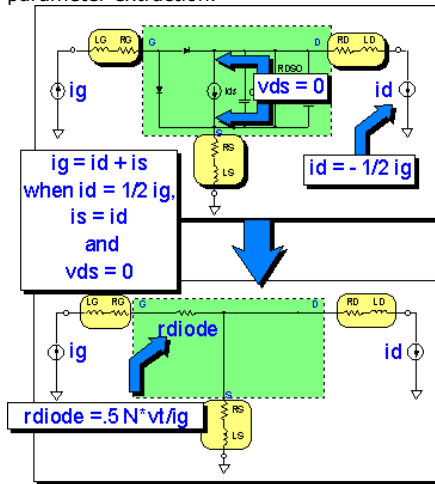 parameter extraction.
LG RG
G
D
RD LD
RDSO
Ids
C
vds = 0
ig
id
S
RS
LS
id = - 1/2 ig
ig = id + is
when id = 1/2 ig,
is = id
and
vds = 0
LG RG
G
D
RD LD
rdiode
ig
id
S
RS
LS
rdiode =.5 N*vt/ig